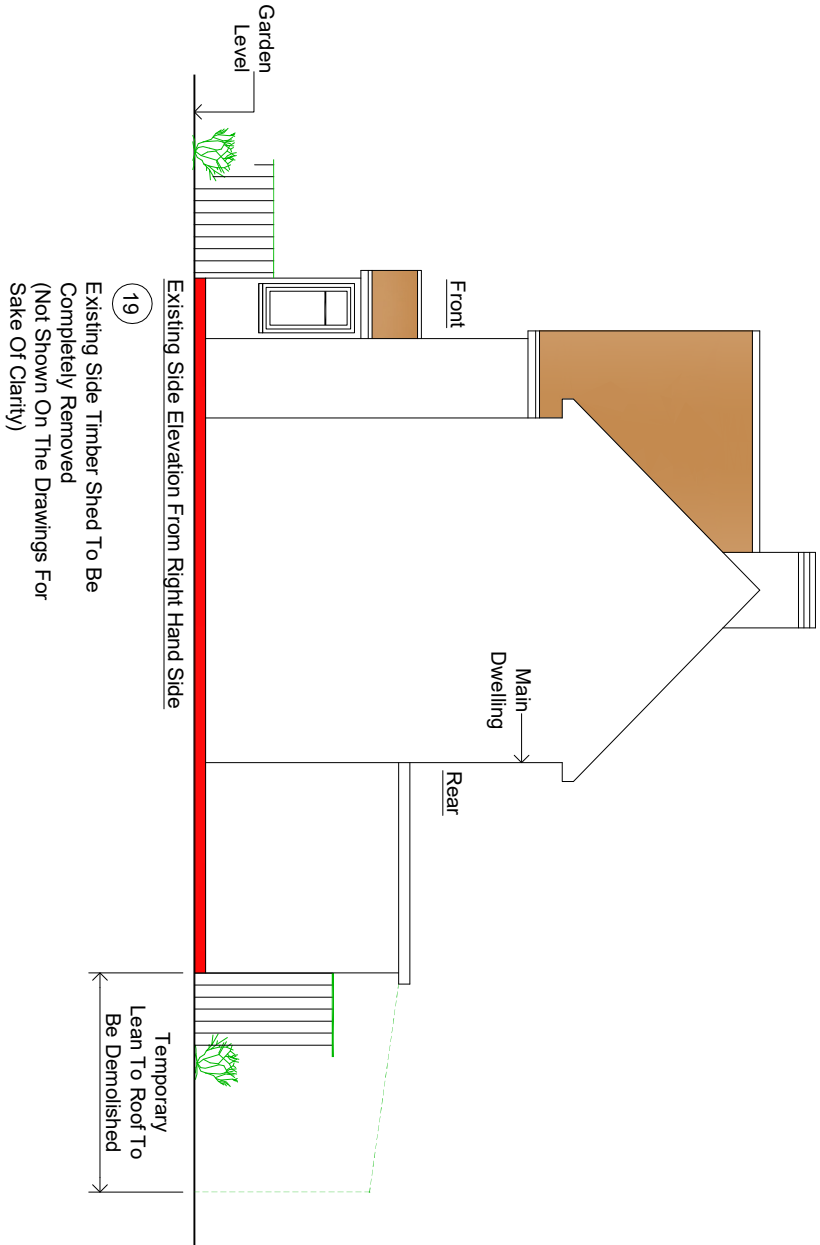 Garden
Level
Front
Main
Dwelling
Rear
Temporary
Lean To Roof To
Be Demolished
Existing Side Elevation From Right Hand Side
19
Existing Side Timber Shed To Be
Completely Removed
(Not Shown On The Drawings For
Sake Of Clarity)